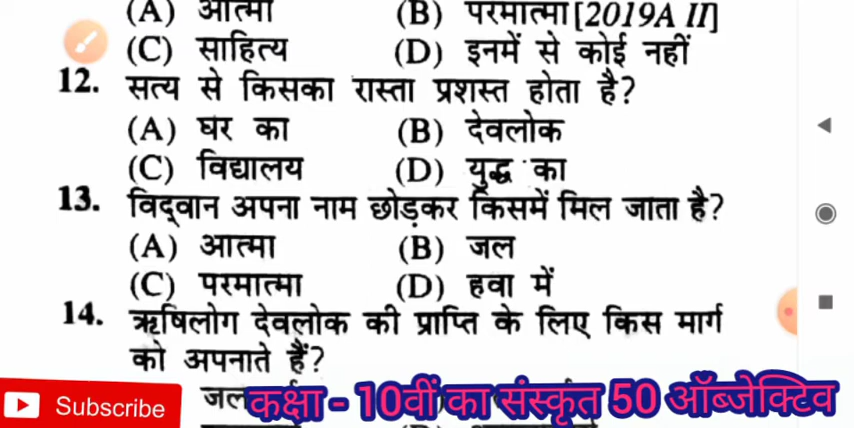 (A) आत्मा (B) परमात्मा [2019A II]
(C) साहित्य (D) इनमें से कोई नहीं
12. सत्य से किसका रास्ता प्रशस्त होता है?
(A) घर का (B) देवलोक
(C) विद्यालय (D) युद्ध का
13. विद्वान अपना नाम छोड़कर किसमें मिल जाता है?
(A) आत्मा (B) जल
(C) परमात्मा (D) हवा में
14. ऋषिलोग देवलोक की प्राप्ति के लिए किस मार्ग
को अपनाते हैं?
जल
Subscribe
कक्षा - 10वीं का संस्कृत 50 ऑब्जेक्टिव